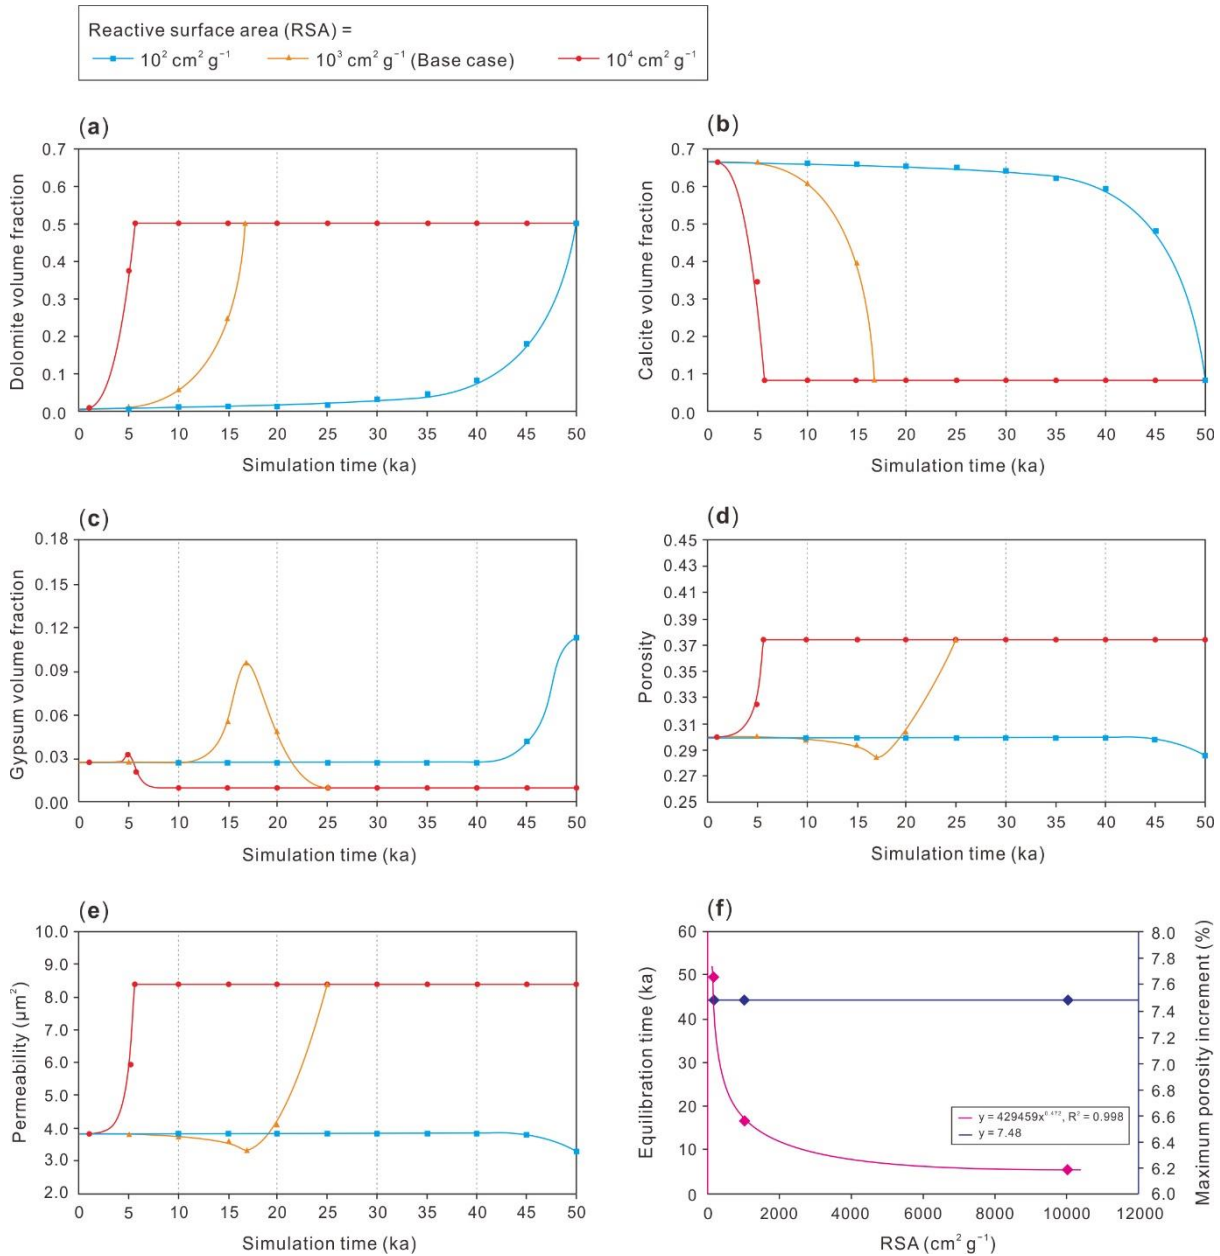 Reactive surface area (RSA) =
10² cm² g⁻¹ 10³ cm² g⁻¹ (Base case) 10⁴ cm² g⁻¹
(a)
Dolomite volume fraction
0.7
0.6
0.5
0.4
0.3
0.2
0.1
0.0
0 5 10 15 20 25 30 35 40 45 50
Simulation time (ka)
(b)
Calcite volume fraction
0.7
0.6
0.5
0.4
0.3
0.2
0.1
0.0
0 5 10 15 20 25 30 35 40 45 50
Simulation time (ka)
(c)
Gypsum volume fraction
0.18
0.15
0.12
0.09
0.06
0.03
0.00
0 5 10 15 20 25 30 35 40 45 50
Simulation time (ka)
(d)
Porosity
0.45
0.43
0.41
0.39
0.37
0.35
0.33
0.30
0.29
0.27
0.25
0 5 10 15 20 25 30 35 40 45 50
Simulation time (ka)
(e)
Permeability (μm²)
10.0
9.0
8.0
7.0
6.0
5.0
4.0
3.0
2.0
0 5 10 15 20 25 30 35 40 45 50
Simulation time (ka)
(f)
Equilibration time (ka)
60
50
40
30
20
10
0
Maximum porosity increment (%)
8.0
7.8
7.6
7.4
7.2
7.0
6.8
6.6
6.4
6.2
6.0
y = 429459x⁰·⁴⁷², R² = 0.998
y = 7.48
0 2000 4000 6000 8000 10000 12000
RSA (cm² g⁻¹)